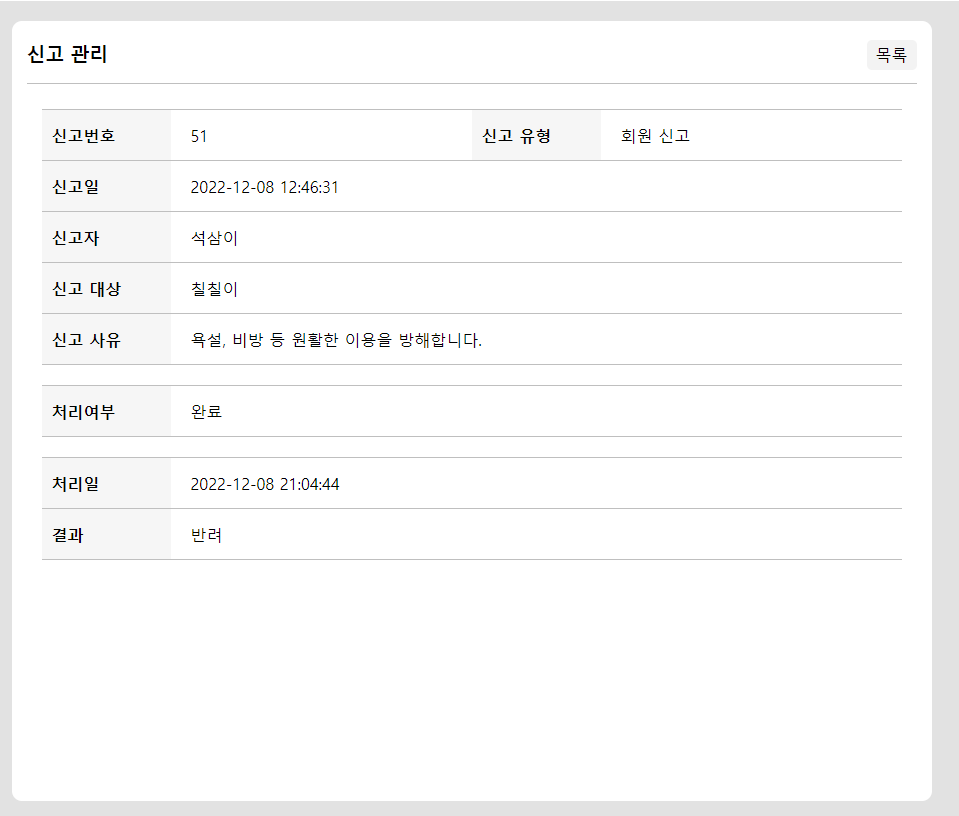 신고 관리
목록
신고번호 51 신고 유형 회원 신고
신고일 2022-12-08 12:46:31
신고자 석삼이
신고 대상 칠칠이
신고 사유 욕설, 비방 등 원활한 이용을 방해합니다.
처리여부 완료
처리일 2022-12-08 21:04:44
결과 반려